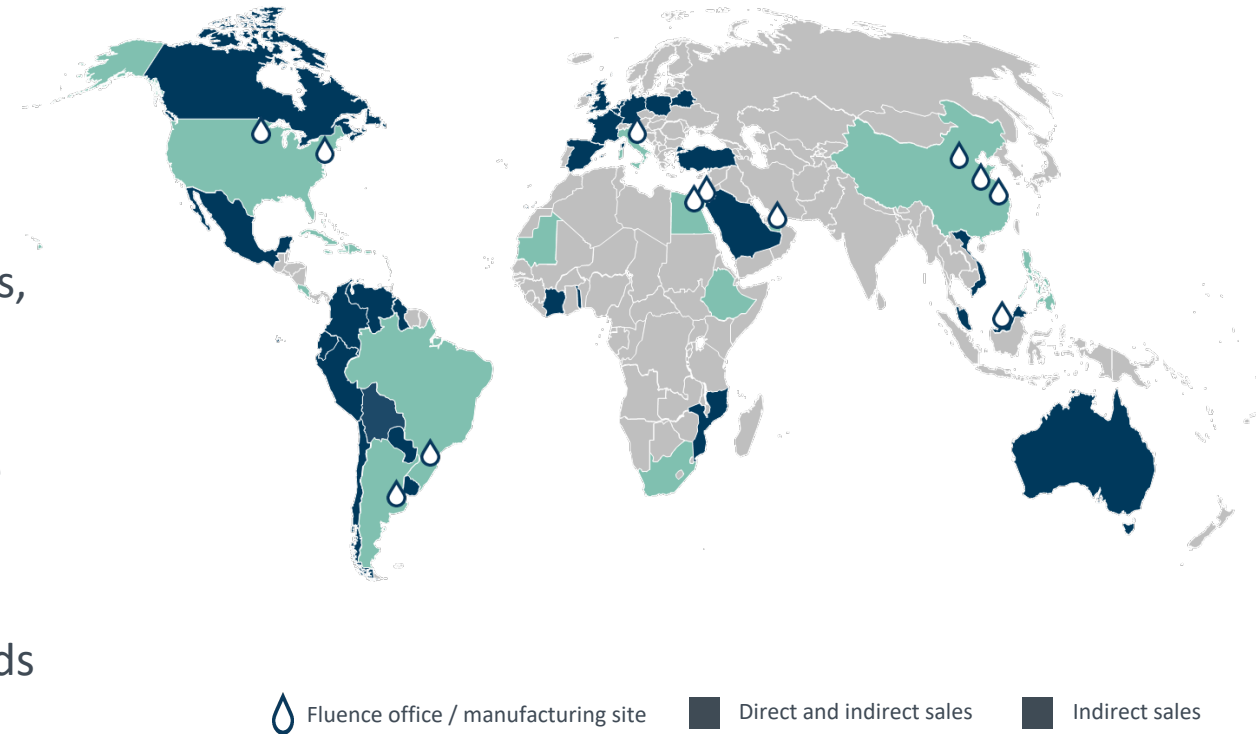 s,
ds
Fluence office / manufacturing site
Direct and indirect sales
Indirect sales